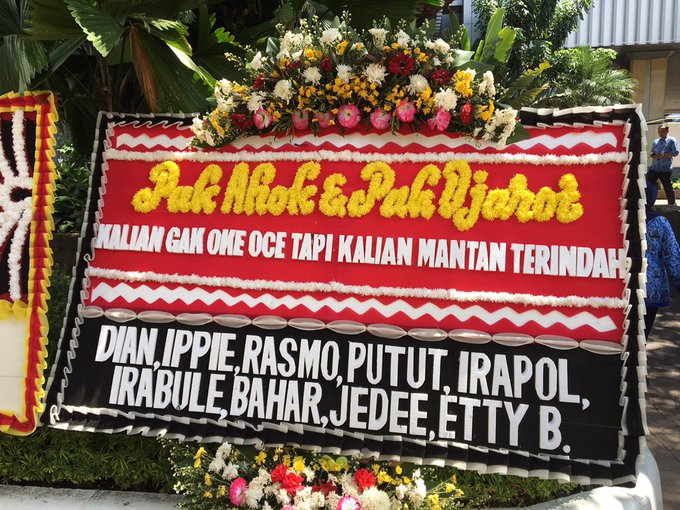 Pak Ahok & Pak Djarot
KALIAN GAK OKE OCE TAPI KALIAN MANTAN TERINDAH
DIAN, IPPIE, RASMO, PUTUT, IRAPOL,
IRABULE, BAHAR, JEDEE, ETTY B.